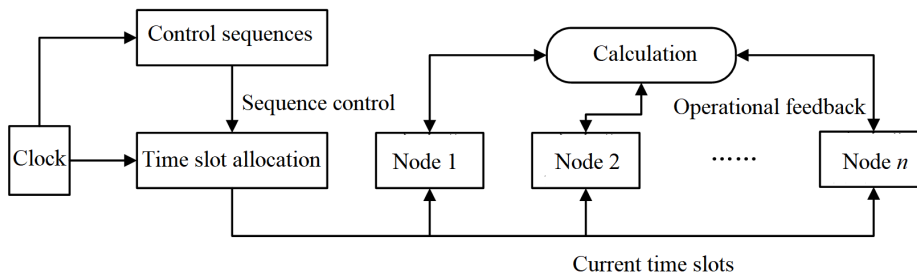 Control sequences
Calculation
Sequence control
Operational feedback
Clock
Time slot allocation
Node 1
Node 2
……
Node n
Current time slots